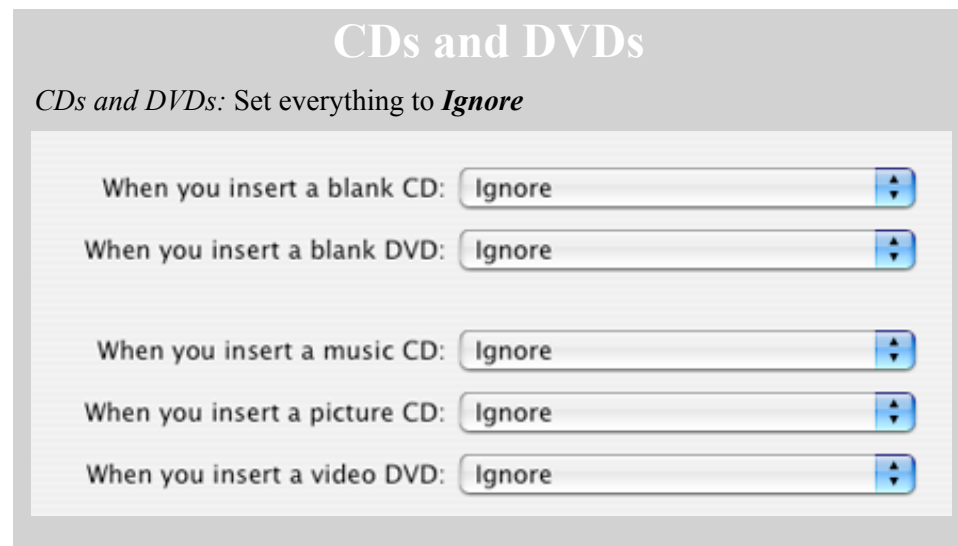 CDs and DVDs
CDs and DVDs: Set everything to Ignore
When you insert a blank CD: Ignore
When you insert a blank DVD: Ignore
When you insert a music CD: Ignore
When you insert a picture CD: Ignore
When you insert a video DVD: Ignore